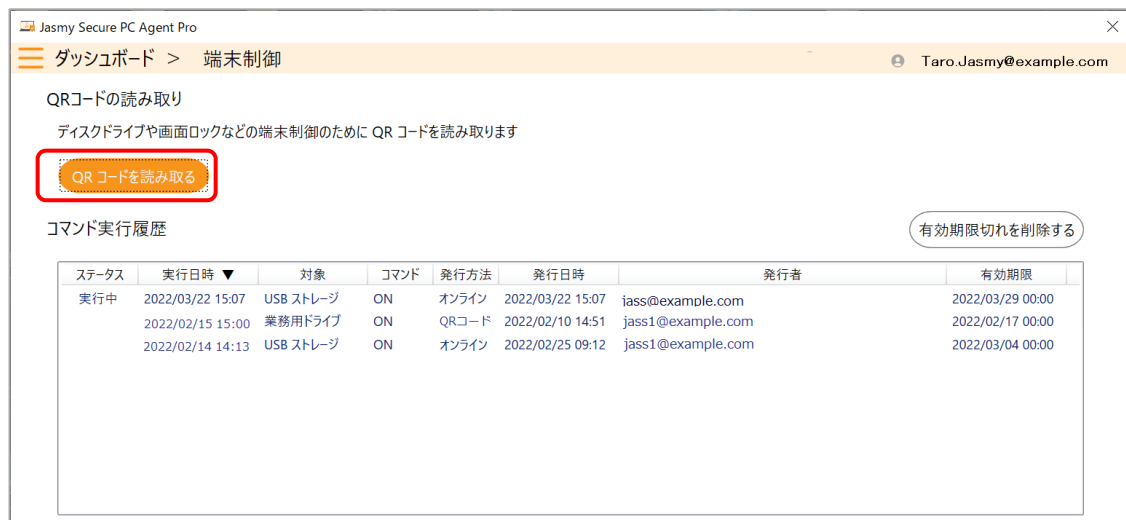 Jasmy Secure PC Agent Pro
ダッシュボード > 端末制御 Taro.Jasmy@example.com
QRコードの読み取り
ディスクドライブや画面ロックなどの端末制御のために QR コードを読み取ります
QR コードを読み取る
コマンド実行履歴 有効期限切れを削除する
ステータス 実行日時 ▼ 対象 コマンド 発行方法 発行日時 発行者 有効期限
実行中 2022/03/22 15:07 USB ストレージ ON オンライン 2022/03/22 15:07 jass@example.com 2022/03/29 00:00
2022/02/15 15:00 業務用ドライブ ON QRコード 2022/02/10 14:51 jass1@example.com 2022/02/17 00:00
2022/02/14 14:13 USB ストレージ ON オンライン 2022/02/25 09:12 jass1@example.com 2022/03/04 00:00